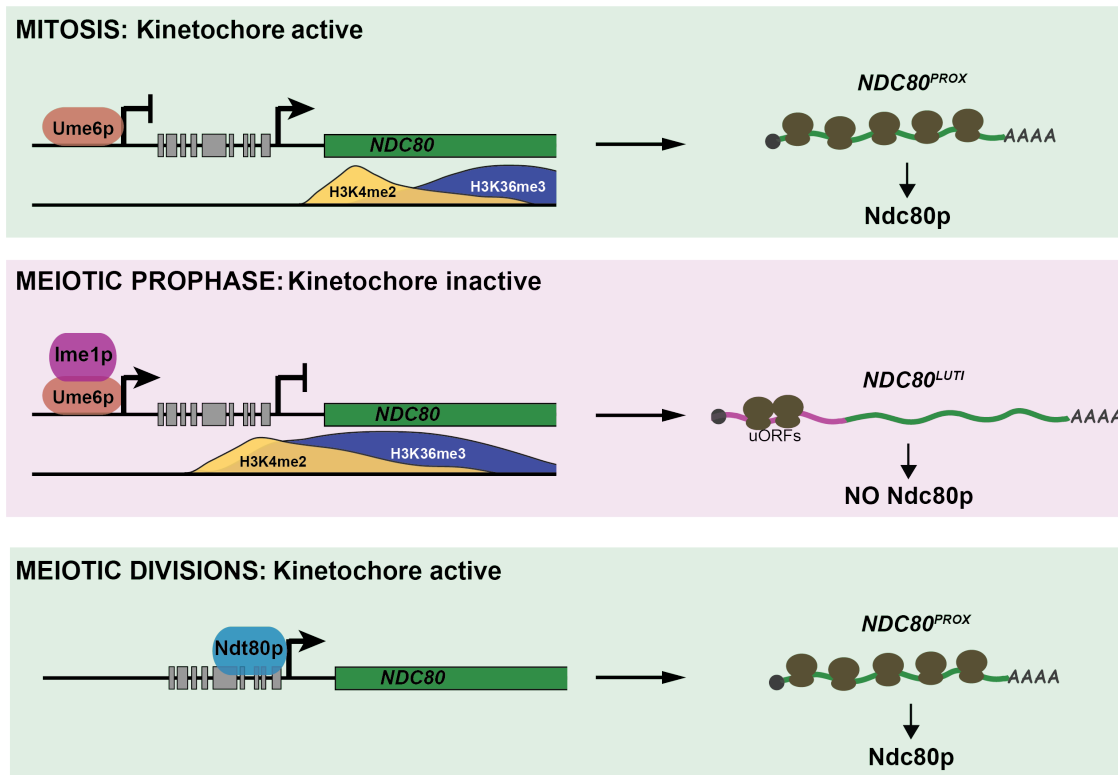 MITOSIS: Kinetochore active
NDC80PROX
Ume6p
NDC80
AAAA
H3K4me2
H3K36me3
Ndc80p
MEIOTIC PROPHASE: Kinetochore inactive
Ime1p
Ume6p
NDC80LUTI
NDC80
AAAA
uORFs
H3K4me2
H3K36me3
NO Ndc80p
MEIOTIC DIVISIONS: Kinetochore active
NDC80PROX
Ndt80p
NDC80
AAAA
Ndc80p